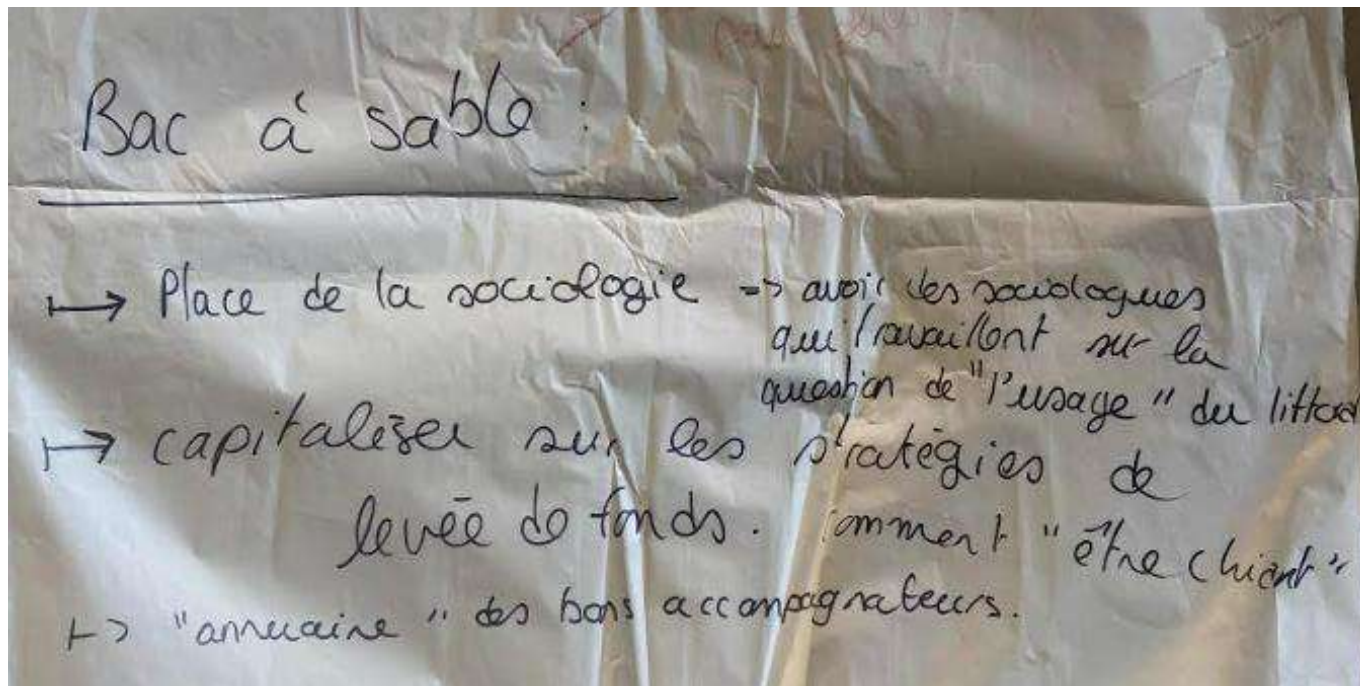 Bac à sable :
↦ Place de la sociologie => avoir des sociologues
qui travaillent sur la
question de "l'usage" du littoral
↦ capitaliser sur les stratégies de
levée de fonds. Comment "être chiant"
↦ "annuaire" des bons accompagnateurs.